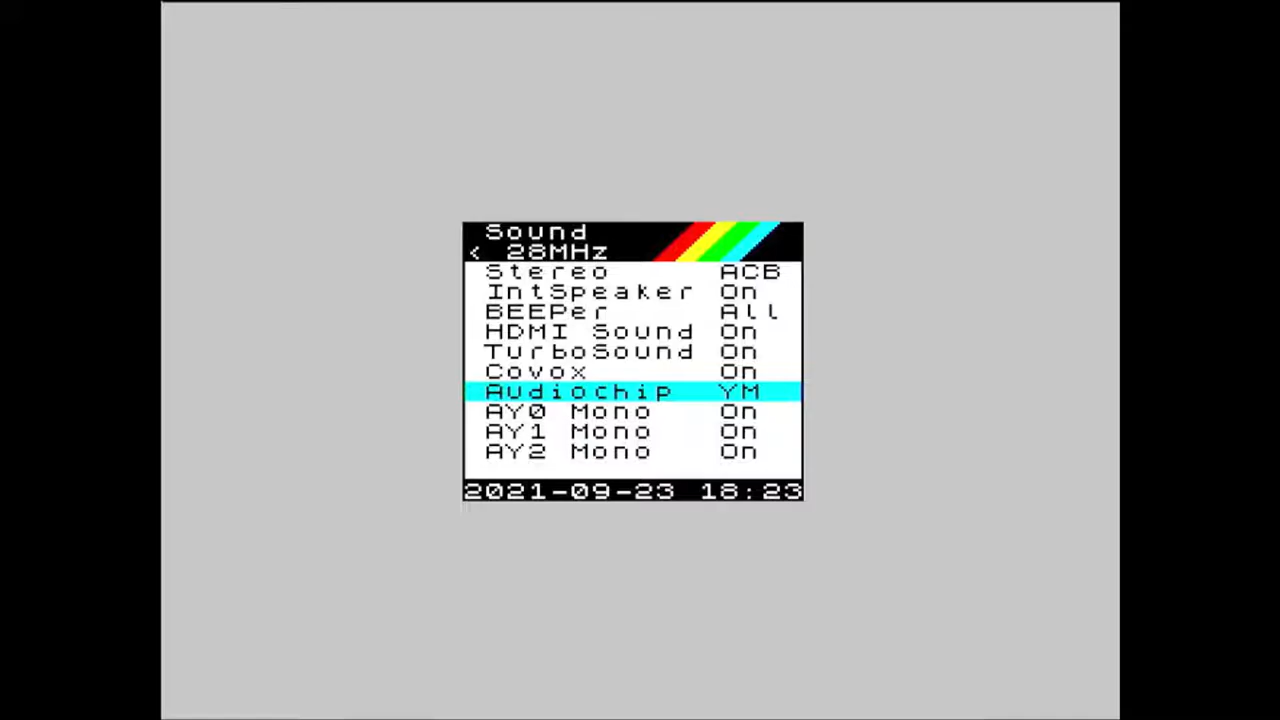 Sound
< 28MHz
Stereo ACB
IntSpeaker On
BEEPer All
HDMI Sound On
TurboSound On
Covox On
Audiochip YM
AY0 Mono On
AY1 Mono On
AY2 Mono On
2021-09-23 18:23